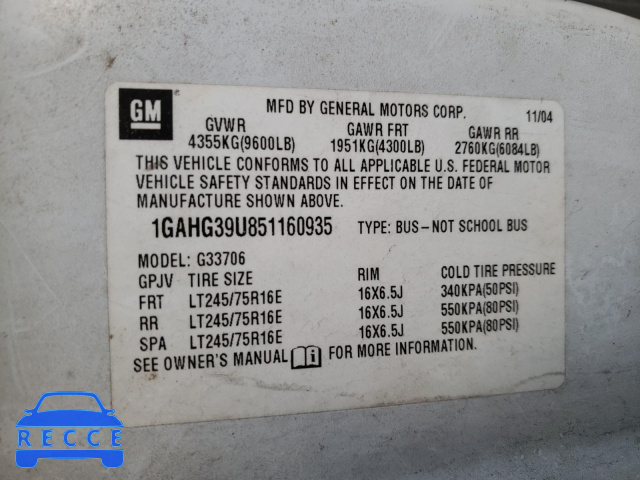 GM
MFD BY GENERAL MOTORS CORP. 11/04
GVWR GAWR FRT GAWR RR
4355KG(9600LB) 1951KG(4300LB) 2760KG(6084LB)
THIS VEHICLE CONFORMS TO ALL APPLICABLE U.S. FEDERAL MOTOR
VEHICLE SAFETY STANDARDS IN EFFECT ON THE DATE OF
MANUFACTURE SHOWN ABOVE.
1GAHG39U851160935 TYPE: BUS-NOT SCHOOL BUS
MODEL: G33706
GPJV TIRE SIZE RIM COLD TIRE PRESSURE
FRT LT245/75R16E 16X6.5J 340KPA(50PSI)
RR LT245/75R16E 16X6.5J 550KPA(80PSI)
SPA LT245/75R16E 16X6.5J 550KPA(80PSI)
SEE OWNER'S MANUAL i FOR MORE INFORMATION.
RECCE